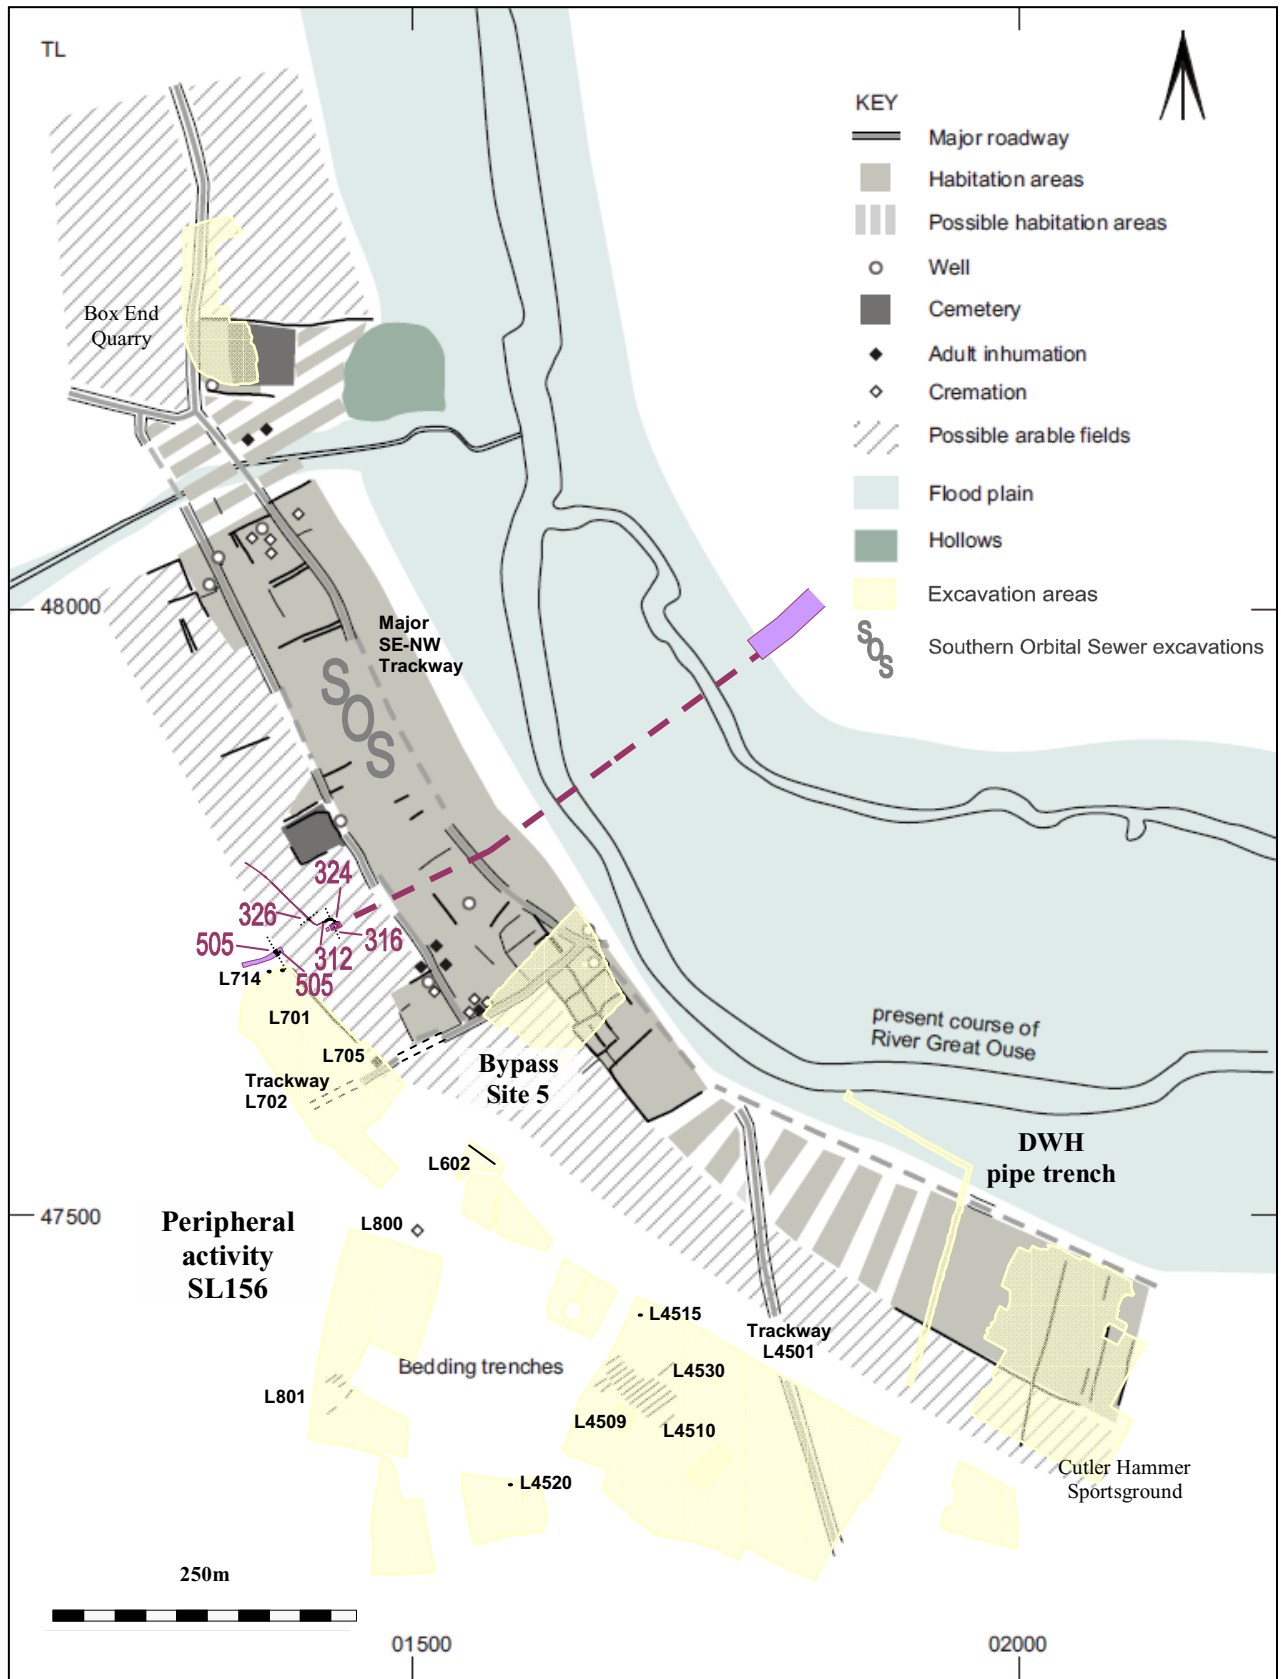 TL
KEY
Major roadway
Habitation areas
Possible habitation areas
Well
Cemetery
Adult inhumation
Cremation
Possible arable fields
Flood plain
Hollows
Excavation areas
SOS
Southern Orbital Sewer excavations
Box End
Quarry
48000
Major
SE-NW
Trackway
SOS
324
326
316
312
505
505
L714
L701
L705
Trackway
L702
Bypass
Site 5
present course of
River Great Ouse
DWH
pipe trench
L602
47500
Peripheral
activity
SL156
L800
L4515
Trackway
L4501
Bedding trenches
L4530
L801
L4509
L4510
L4520
Cutler Hammer
Sportsground
250m
01500
02000